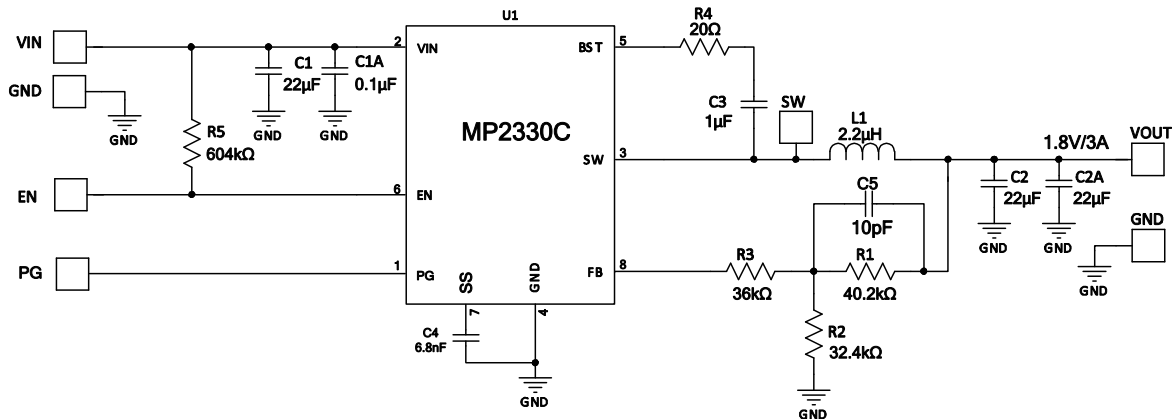 U1
MP2330C
VIN
GND
EN
PG
GND
R5
604kΩ
C1
22µF
GND
C1A
0.1µF
GND
2
VIN
6
EN
1
PG
SS
7
GND
4
BST
5
SW
3
FB
8
C4
6.8nF
GND
R4
20Ω
C3
1µF
SW
L1
2.2µH
C5
10pF
R3
36kΩ
R1
40.2kΩ
R2
32.4kΩ
GND
1.8V/3A
VOUT
C2
22µF
GND
C2A
22µF
GND
GND
GND